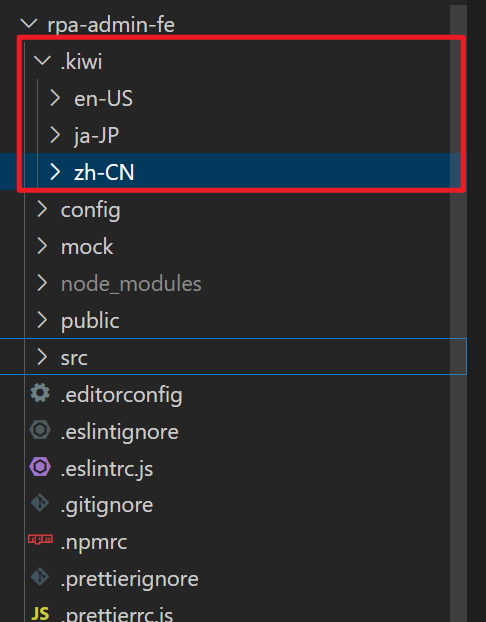 rpa-admin-fe
.kiwi
en-US
ja-JP
zh-CN
config
mock
node_modules
public
src
.editorconfig
.eslintignore
.eslintrc.js
.gitignore
.npmrc
.prettierignore
JS .prettierrc.js